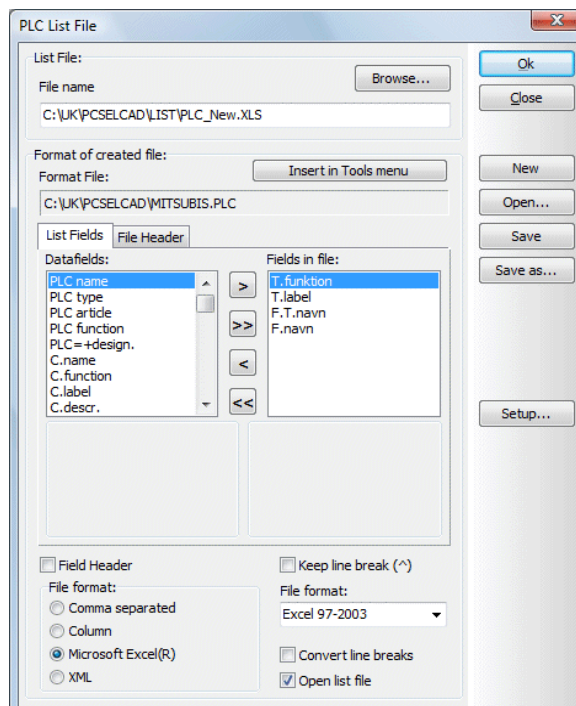 PLC List File
List File:
File name
Browse...
C:\UK\PCSELCAD\LIST\PLC_New.XLS
Format of created file:
Format File:
Insert in Tools menu
C:\UK\PCSELCAD\MITSUBIS.PLC
List Fields
File Header
Datafields:
PLC name
PLC type
PLC article
PLC function
PLC=+design.
C.name
C.function
C.label
C.descr.
>
>>
<
<<
Fields in file:
T.funktion
T.label
F.T.navn
F.navn
Field Header
File format:
Comma separated
Column
Microsoft Excel(R)
XML
Keep line break (^)
File format:
Excel 97-2003
Convert line breaks
Open list file
Ok
Close
New
Open...
Save
Save as...
Setup...